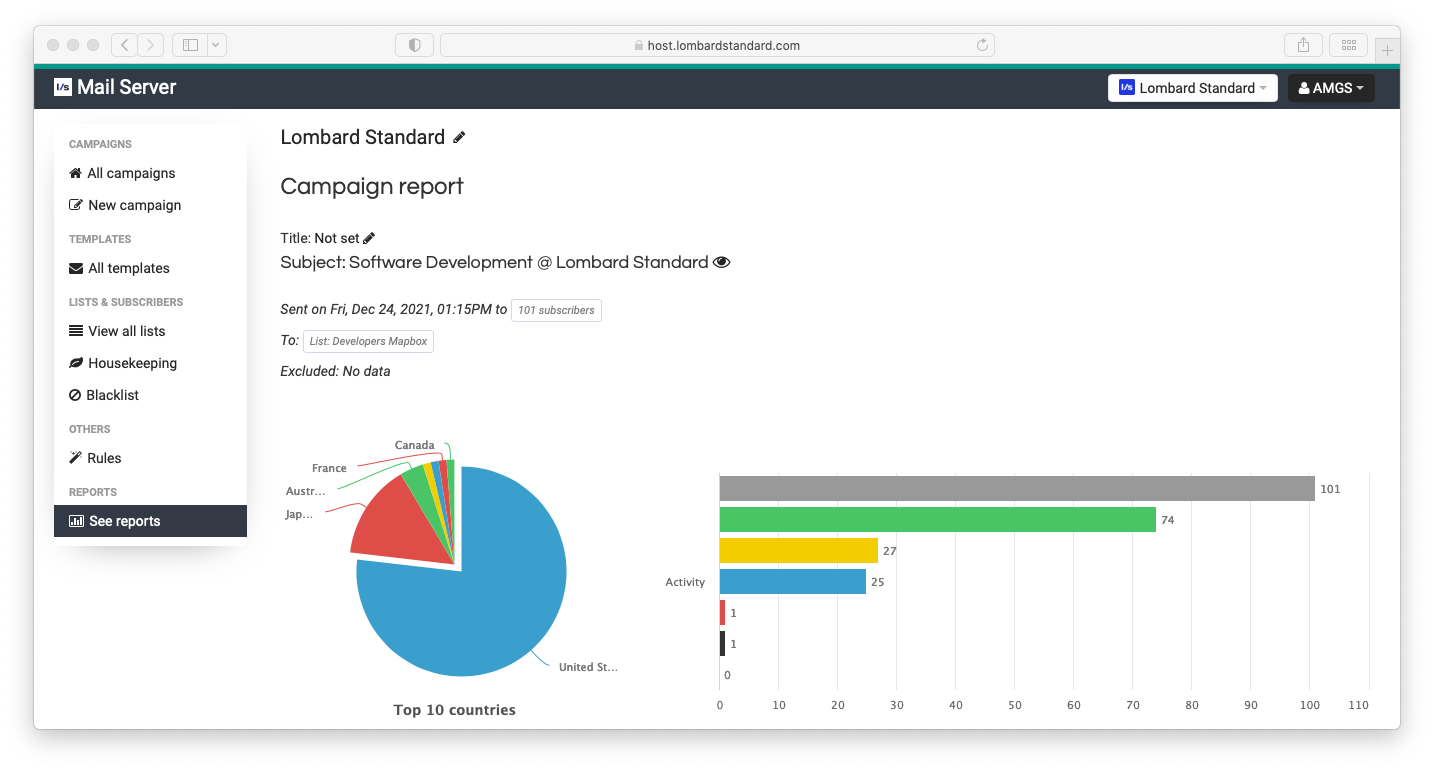 host.lombardstandard.com
l/s Mail Server
l/s Lombard Standard
AMGS
CAMPAIGNS
All campaigns
New campaign
TEMPLATES
All templates
LISTS & SUBSCRIBERS
View all lists
Housekeeping
Blacklist
OTHERS
Rules
REPORTS
See reports
Lombard Standard
Campaign report
Title: Not set
Subject: Software Development @ Lombard Standard
Sent on Fri, Dec 24, 2021, 01:15PM to 101 subscribers
To: List: Developers Mapbox
Excluded: No data
Canada
France
Austr...
Jap...
United St...
Top 10 countries
101
74
27
Activity
25
1
1
0
0 10 20 30 40 50 60 70 80 90 100 110